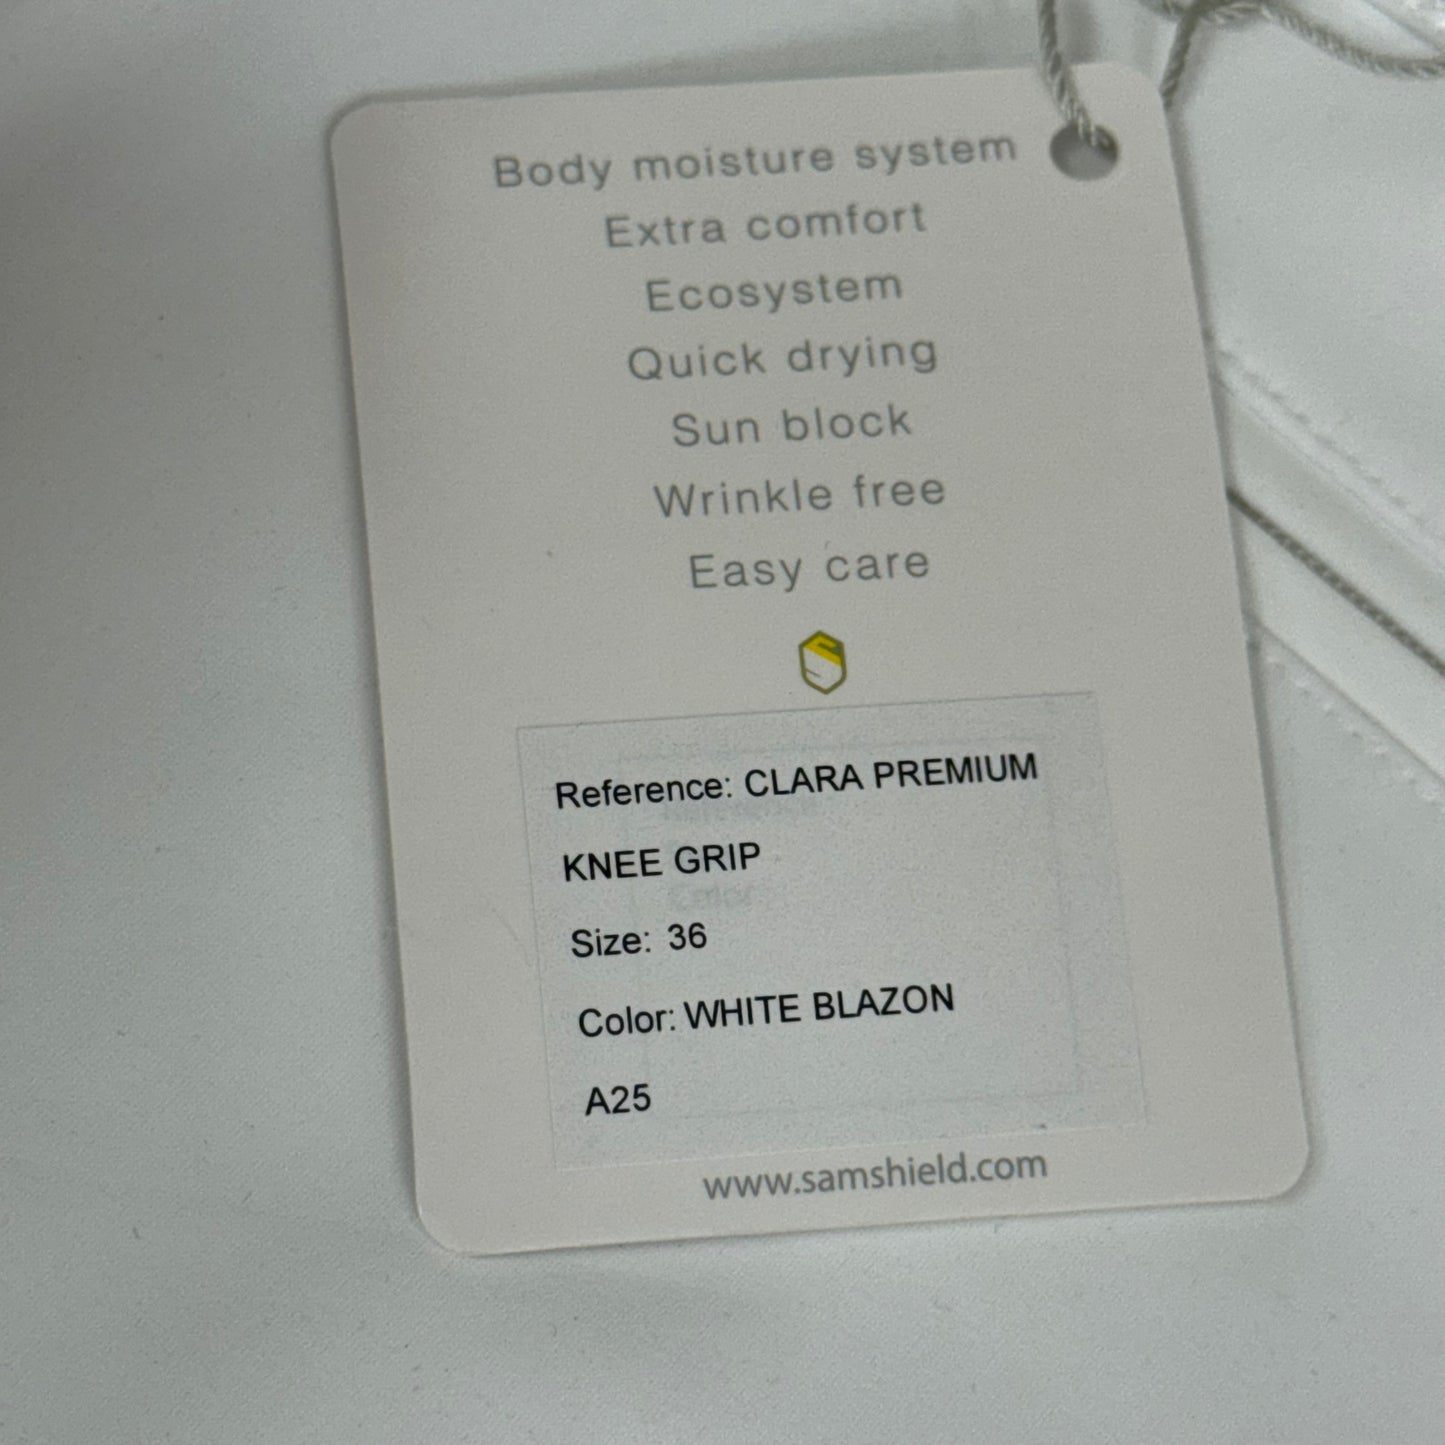 Body moisture system
Extra comfort
Ecosystem
Quick drying
Sun block
Wrinkle free
Easy care
Reference: CLARA PREMIUM
KNEE GRIP
Size: 36
Color: WHITE BLAZON
A25
www.samshield.com